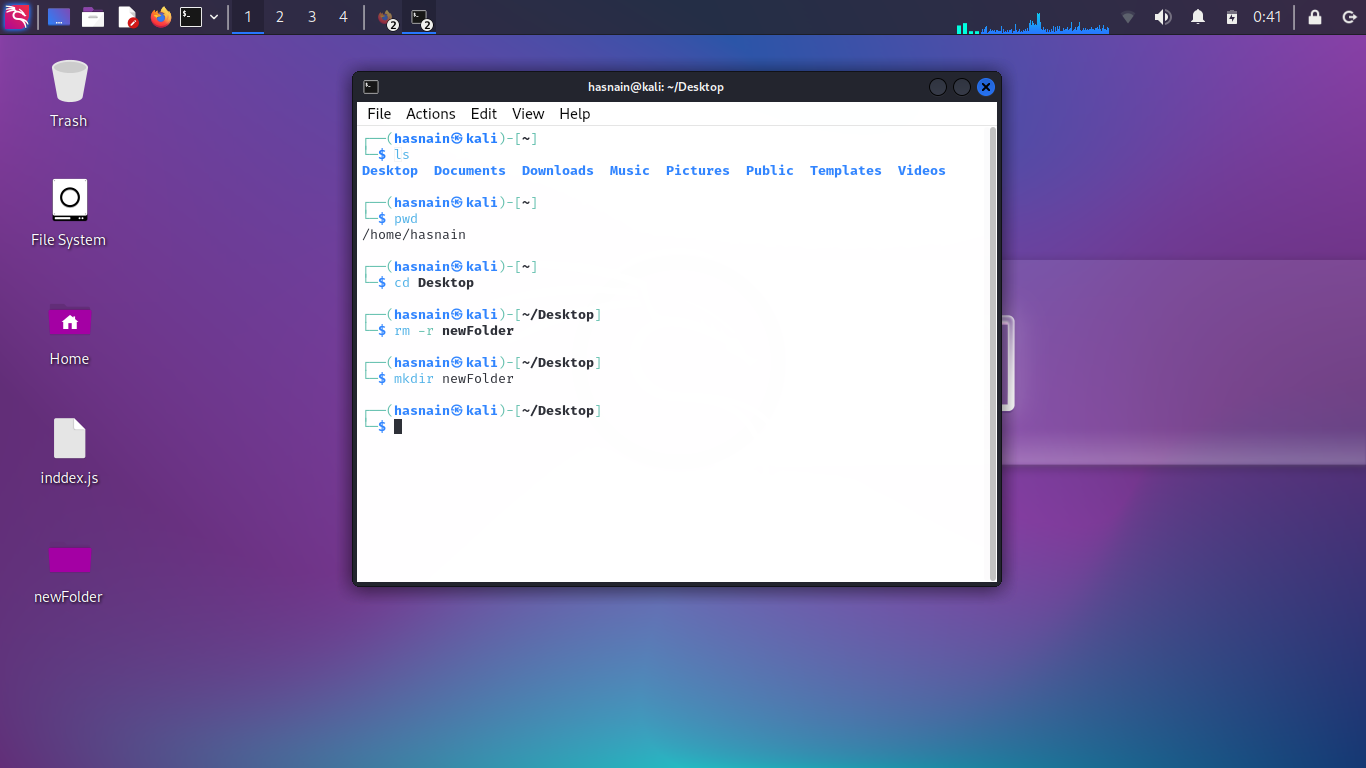 1 2 3 4 2 2 0:41
Trash
File System
Home
inddex.js
newFolder
hasnain@kali: ~/Desktop
File Actions Edit View Help
┌──(hasnain㉿kali)-[~]
└─$ ls
Desktop Documents Downloads Music Pictures Public Templates Videos
┌──(hasnain㉿kali)-[~]
└─$ pwd
/home/hasnain
┌──(hasnain㉿kali)-[~]
└─$ cd Desktop
┌──(hasnain㉿kali)-[~/Desktop]
└─$ rm -r newFolder
┌──(hasnain㉿kali)-[~/Desktop]
└─$ mkdir newFolder
┌──(hasnain㉿kali)-[~/Desktop]
└─$